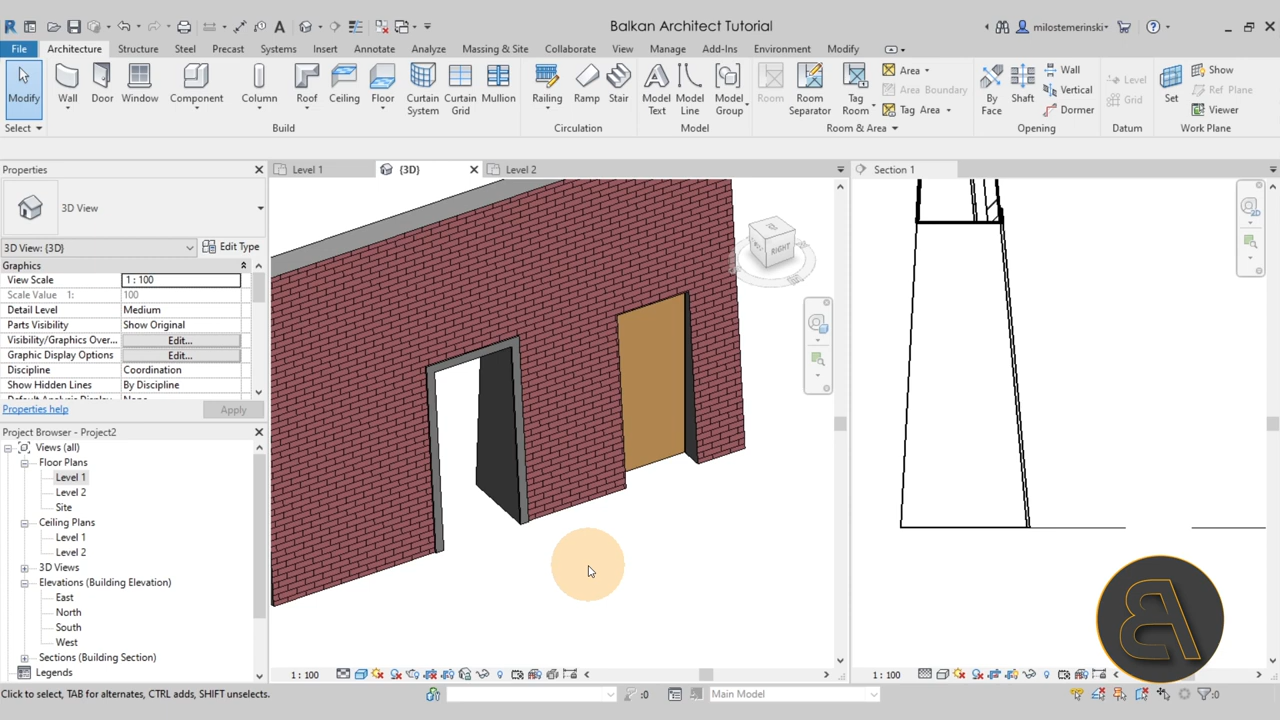 Balkan Architect Tutorial
milostemerinski
File Architecture Structure Steel Precast Systems Insert Annotate Analyze Massing & Site Collaborate View Manage Add-Ins Environment Modify
Modify Wall Door Window Component Column Roof Ceiling Floor Curtain System Curtain Grid Mullion Railing Ramp Stair Model Text Model Line Model Group Room Room Separator Tag Room Area Area Boundary Tag Area By Face Shaft Wall Vertical Dormer Level Grid Set Show Ref Plane Viewer
Select Build Circulation Model Room & Area Opening Datum Work Plane
Properties
Level 1 {3D} Level 2 Section 1
3D View
3D View: {3D} Edit Type
Graphics
View Scale 1 : 100
Scale Value 1: 100
Detail Level Medium
Parts Visibility Show Original
Visibility/Graphics Over... Edit...
Graphic Display Options Edit...
Discipline Coordination
Show Hidden Lines By Discipline
Properties help Apply
Project Browser - Project2
Views (all)
Floor Plans
Level 1
Level 2
Site
Ceiling Plans
Level 1
Level 2
3D Views
Elevations (Building Elevation)
East
North
South
West
Sections (Building Section)
Legends
RIGHT
2D
1 : 100
1 : 100
Click to select, TAB for alternates, CTRL adds, SHIFT unselects.
:0
Main Model
:0